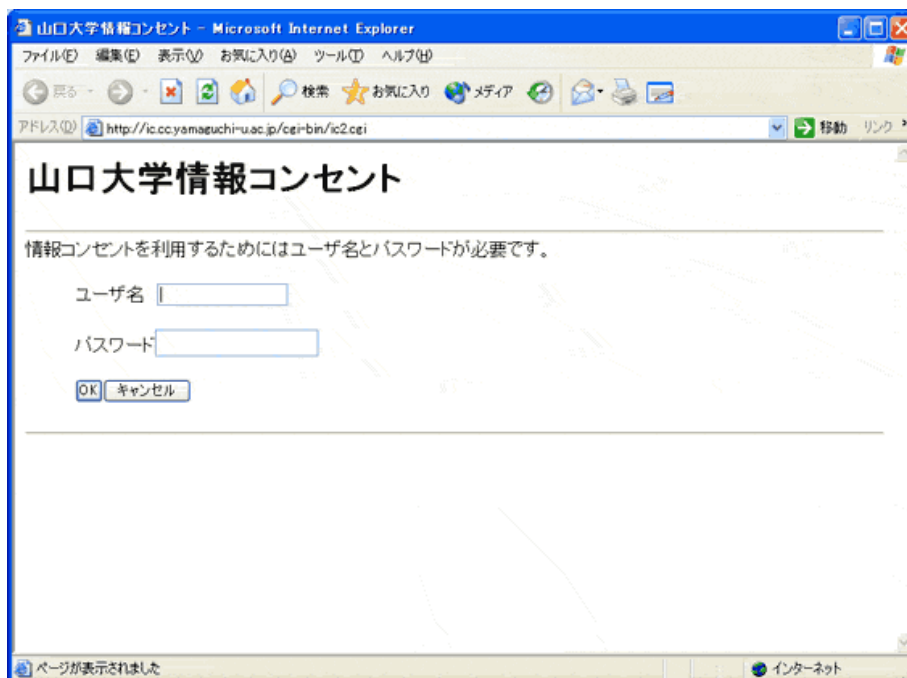 山口大学情報コンセント - Microsoft Internet Explorer
ファイル(F) 編集(E) 表示(V) お気に入り(A) ツール(T) ヘルプ(H)
戻る 検索 お気に入り メディア
アドレス(D) http://ic.cc.yamaguchi-u.ac.jp/cgi-bin/ic2.cgi 移動 リンク »
山口大学情報コンセント
情報コンセントを利用するためにはユーザ名とパスワードが必要です。
ユーザ名
パスワード
OK キャンセル
ページが表示されました インターネット